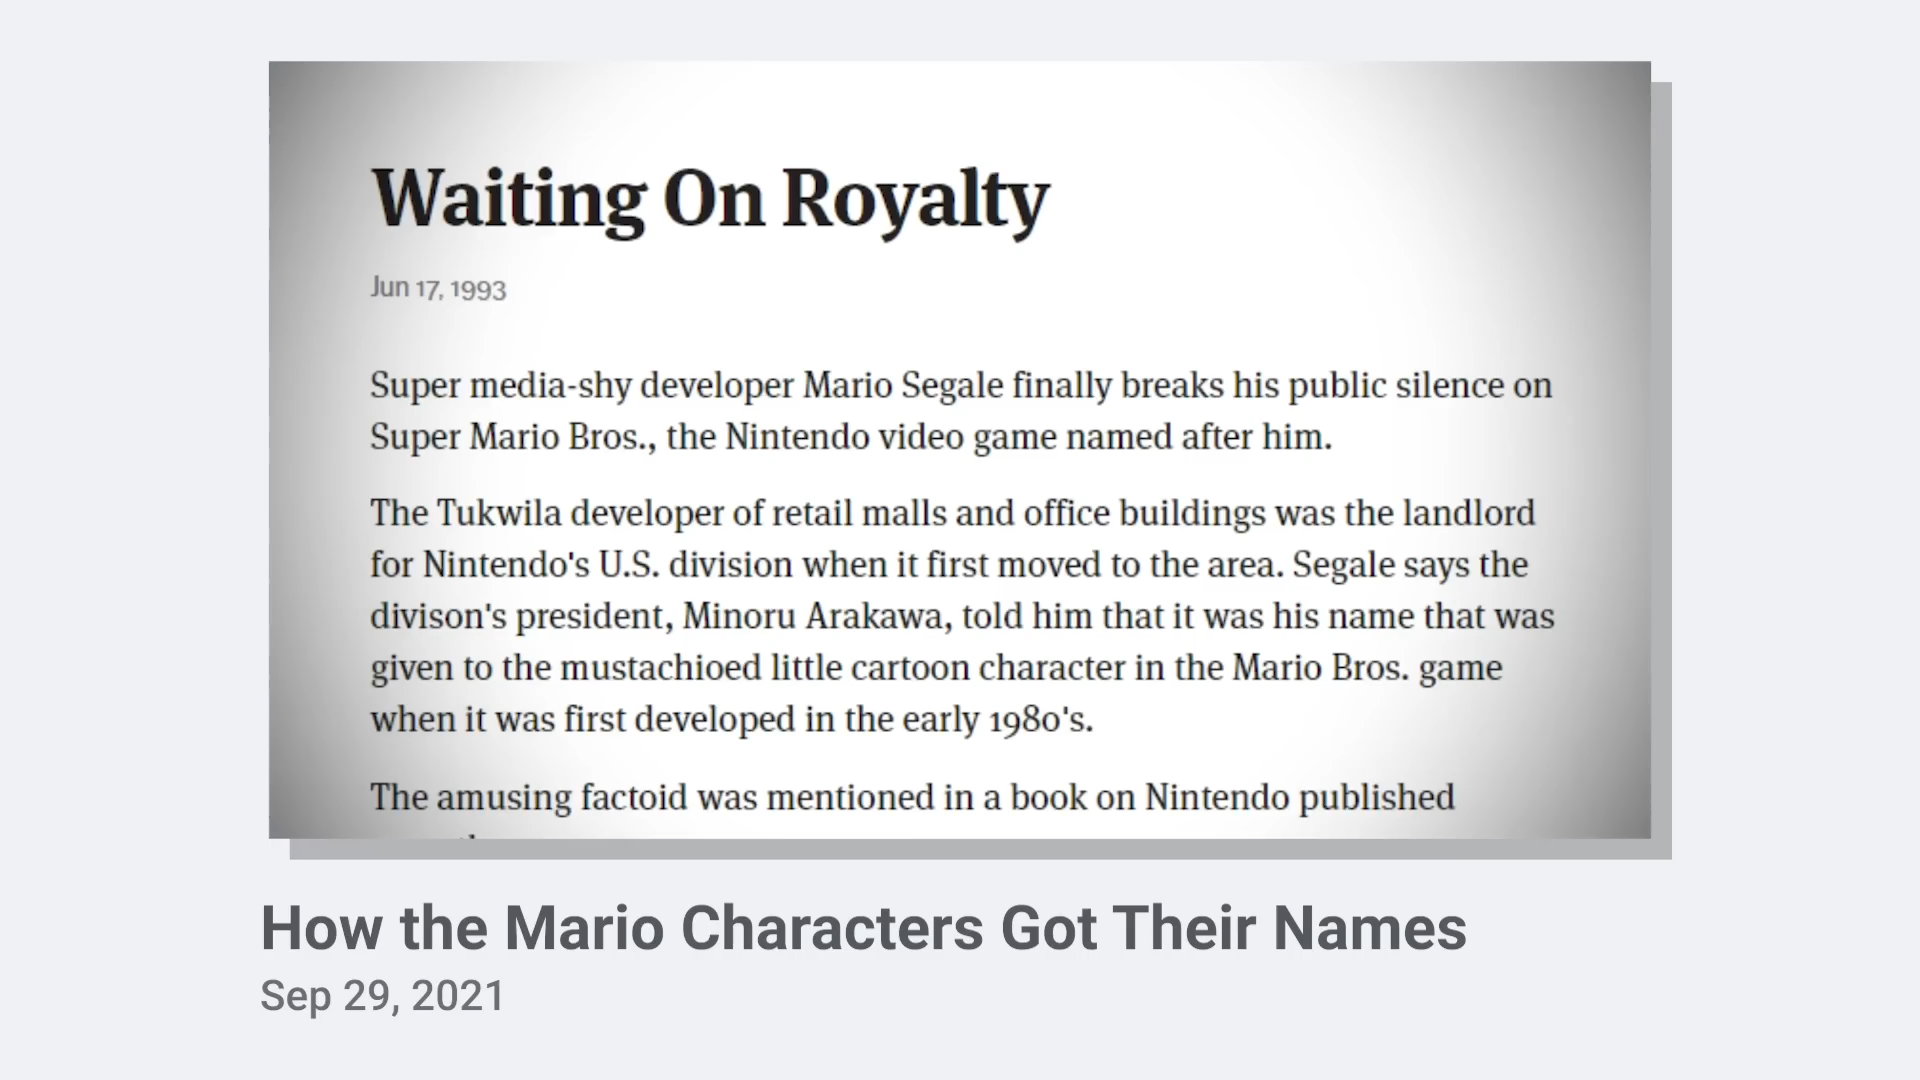 Waiting On Royalty
Jun 17, 1993
Super media-shy developer Mario Segale finally breaks his public silence on
Super Mario Bros., the Nintendo video game named after him.
The Tukwila developer of retail malls and office buildings was the landlord
for Nintendo's U.S. division when it first moved to the area. Segale says the
divison's president, Minoru Arakawa, told him that it was his name that was
given to the mustachioed little cartoon character in the Mario Bros. game
when it was first developed in the early 1980's.
The amusing factoid was mentioned in a book on Nintendo published
How the Mario Characters Got Their Names
Sep 29, 2021